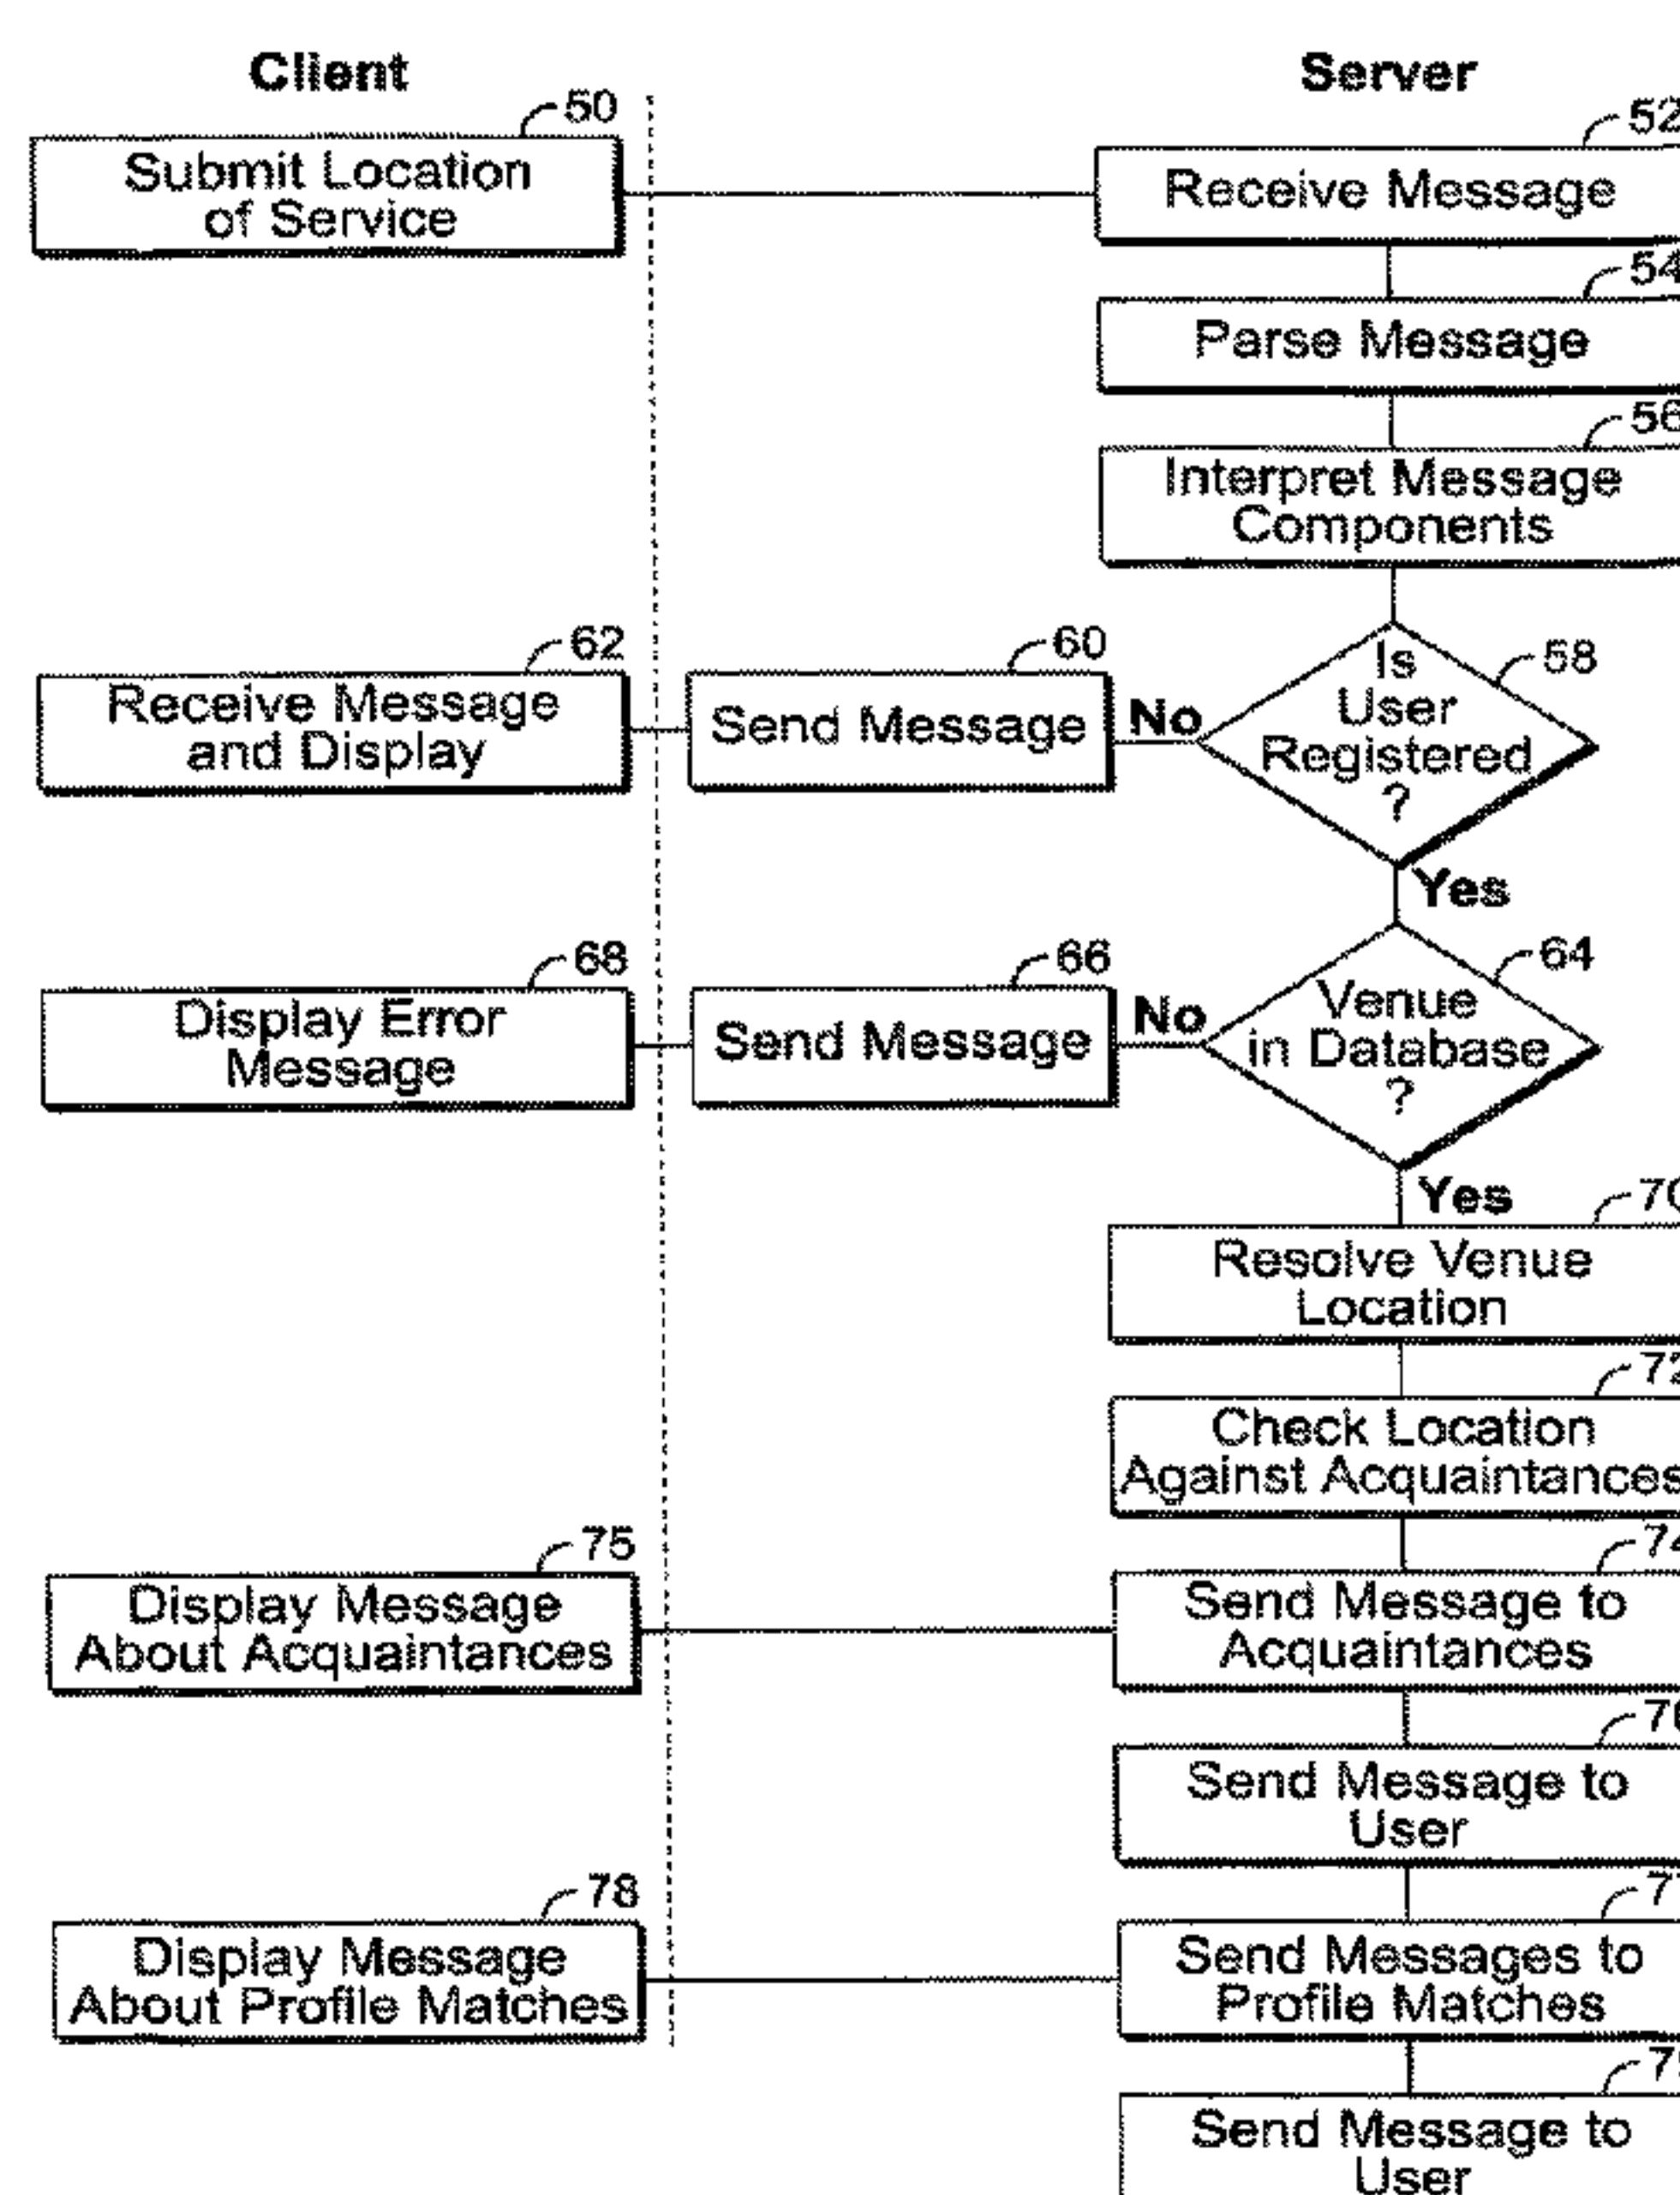 Client
Server
50
52
Submit Location
of Service
Receive Message
54
Parse Message
56
Interpret Message
Components
62
60
58
Receive Message
and Display
Send Message
No
Is
User
Registered
?
Yes
68
66
64
Display Error
Message
Send Message
No
Venue
in Database
?
Yes
70
Resolve Venue
Location
72
Check Location
Against Acquaintances
75
74
Display Message
About Acquaintances
Send Message to
Acquaintances
76
Send Message to
User
78
Display Message
About Profile Matches
Send Messages to
Profile Matches
Send Message to
User